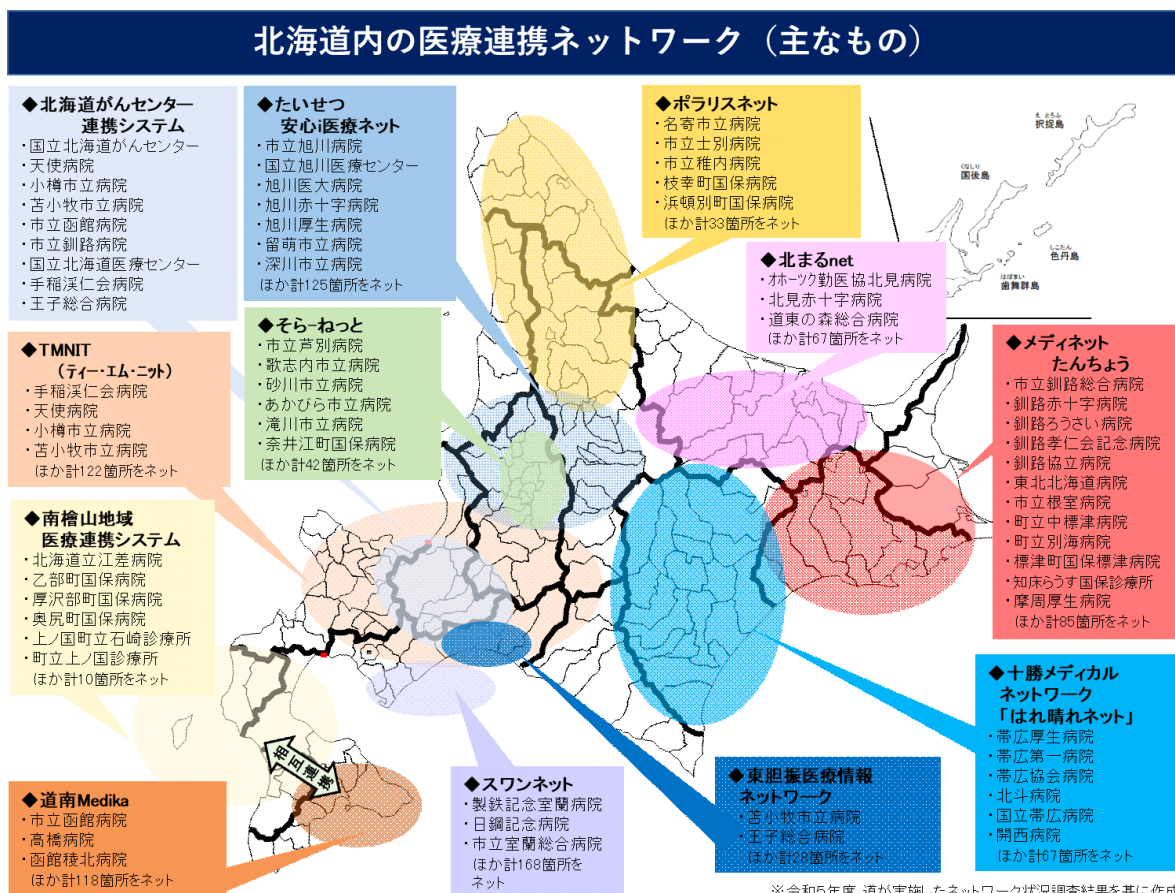 北海道内の医療連携ネットワーク（主なもの）
◆北海道がんセンター
連携システム
・国立北海道がんセンター
・天使病院
・小樽市立病院
・苫小牧市立病院
・市立函館病院
・市立釧路病院
・国立北海道医療センター
・手稲渓仁会病院
・王子総合病院
◆たいせつ
安心i医療ネット
・市立旭川病院
・国立旭川医療センター
・旭川医大病院
・旭川赤十字病院
・旭川厚生病院
・留萌市立病院
・深川市立病院
ほか計125箇所をネット
◆ポラリスネット
・名寄市立病院
・市立士別病院
・市立稚内病院
・枝幸町国保病院
・浜頓別町国保病院
ほか計33箇所をネット
えとろふ
択捉島
くなしり
国後島
しこたん
色丹島
はぼまい
歯舞群島
◆北まるnet
・オホーツク勤医協北見病院
・北見赤十字病院
・道東の森総合病院
ほか計67箇所をネット
◆TMNIT
（ティー・エム・ニット）
・手稲渓仁会病院
・天使病院
・小樽市立病院
・苫小牧市立病院
ほか計122箇所をネット
◆そらーねっと
・市立芦別病院
・歌志内市立病院
・砂川市立病院
・あかびら市立病院
・滝川市立病院
・奈井江町国保病院
ほか計42箇所をネット
◆メディネット
たんちょう
・市立釧路総合病院
・釧路赤十字病院
・釧路ろうさい病院
・釧路孝仁会記念病院
・釧路協立病院
・東北北海道病院
・市立根室病院
・町立中標津病院
・町立別海病院
・標津町国保標津病院
・知床らうす国保診療所
・摩周厚生病院
ほか計85箇所をネット
◆南檜山地域
医療連携システム
・北海道立江差病院
・乙部町国保病院
・厚沢部町国保病院
・奥尻町国保病院
・上ノ国町立石崎診療所
・町立上ノ国診療所
ほか計10箇所をネット
相互連携
◆道南Medika
・市立函館病院
・高橋病院
・函館稜北病院
ほか計118箇所をネット
◆スワンネット
・製鉄記念室蘭病院
・日鋼記念病院
・市立室蘭総合病院
ほか計168箇所を
ネット
◆東胆振医療情報
ネットワーク
・苫小牧市立病院
・王子総合病院
ほか計28箇所をネット
◆十勝メディカル
ネットワーク
「はれ晴れネット」
・帯広厚生病院
・帯広第一病院
・帯広協会病院
・北斗病院
・国立帯広病院
・開西病院
ほか計67箇所をネット
※令和5年度 道が実施したネットワーク状況調査結果を基に作成